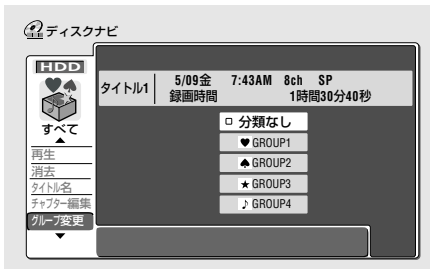 ディスクナビ
HDD
すべて
再生
消去
タイトル名
チャプター編集
グループ変更
タイトル1
5/09金 7:43AM 8ch SP
録画時間 1時間30分40秒
分類なし
GROUP1
GROUP2
GROUP3
GROUP4